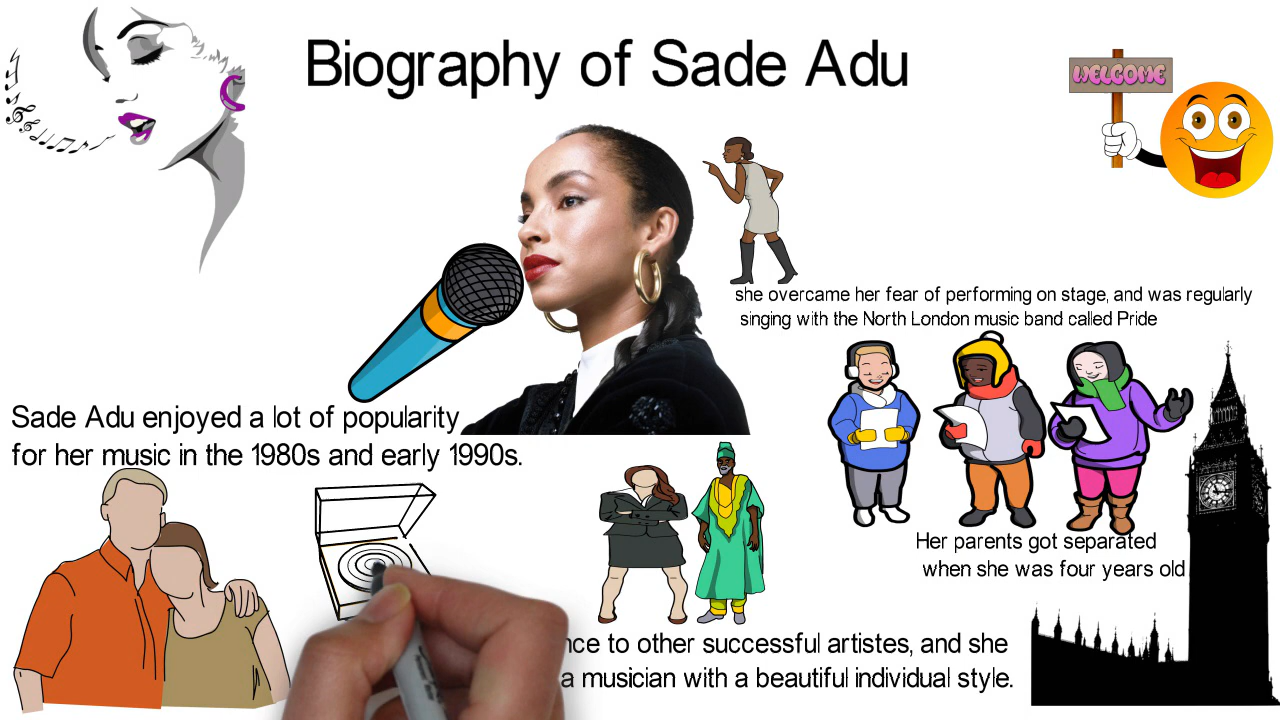 Biography of Sade Adu
WELCOME
she overcame her fear of performing on stage, and was regularly
singing with the North London music band called Pride
Sade Adu enjoyed a lot of popularity
for her music in the 1980s and early 1990s.
Her parents got separated
when she was four years old
to other successful artistes, and she
a musician with a beautiful individual style.